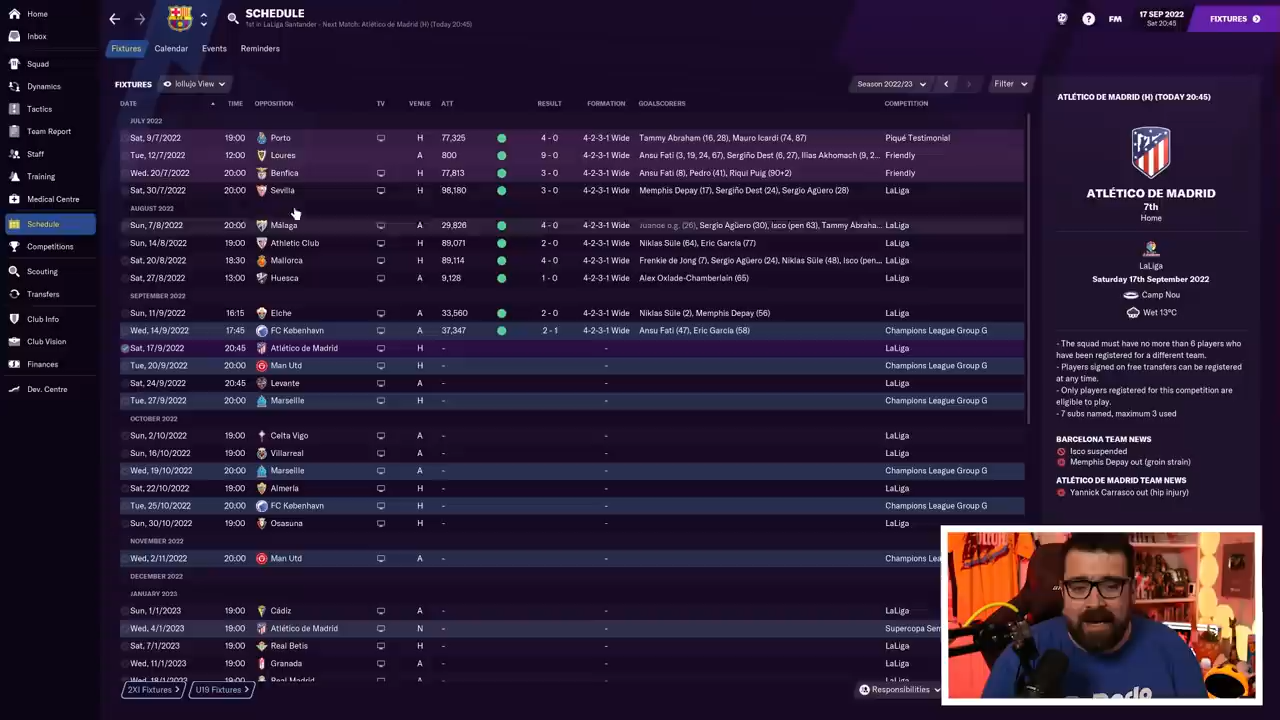 Home
Inbox
Squad
Dynamics
Tactics
Team Report
Staff
Training
Medical Centre
Schedule
Competitions
Scouting
Transfers
Club Info
Club Vision
Finances
Dev. Centre
SCHEDULE
1st in LaLiga Santander - Next Match: Atlético de Madrid (H) (Today 20:45)
FM
17 SEP 2022
Sat 20:45
FIXTURES
Fixtures Calendar Events Reminders
FIXTURES lollujo View Season 2022/23 Filter
DATE TIME OPPOSITION TV VENUE ATT RESULT FORMATION GOALSCORERS COMPETITION
JULY 2022
Sat, 9/7/2022 19:00 Porto H 77,325 4 - 0 4-2-3-1 Wide Tammy Abraham (16, 28), Mauro Icardi (74, 87) Piqué Testimonial
Tue, 12/7/2022 12:00 Loures A 800 9 - 0 4-2-3-1 Wide Ansu Fati (3, 19, 24, 67), Sergiño Dest (6, 27), Ilias Akhomach (9, 2... Friendly
Wed, 20/7/2022 20:00 Benfica H 77,813 3 - 0 4-2-3-1 Wide Ansu Fati (8), Pedro (41), Riqui Puig (90+2) Friendly
Sat, 30/7/2022 20:00 Sevilla H 98,180 3 - 0 4-2-3-1 Wide Memphis Depay (17), Sergiño Dest (24), Sergio Agüero (28) LaLiga
AUGUST 2022
Sun, 7/8/2022 20:00 Málaga A 29,826 4 - 0 4-2-3-1 Wide Juande o.g. (26), Sergio Agüero (30), Isco (pen 63), Tammy Abraha... LaLiga
Sun, 14/8/2022 19:00 Athletic Club H 89,071 2 - 0 4-2-3-1 Wide Niklas Süle (64), Eric García (77) LaLiga
Sat, 20/8/2022 18:30 Mallorca H 89,114 4 - 0 4-2-3-1 Wide Frenkie de Jong (7), Sergio Agüero (24), Niklas Süle (48), Isco (pen... LaLiga
Sat, 27/8/2022 13:00 Huesca A 9,128 1 - 0 4-2-3-1 Wide Alex Oxlade-Chamberlain (65) LaLiga
SEPTEMBER 2022
Sun, 11/9/2022 16:15 Elche A 33,560 2 - 0 4-2-3-1 Wide Niklas Süle (2), Memphis Depay (56) LaLiga
Wed, 14/9/2022 17:45 FC København A 37,347 2 - 1 4-2-3-1 Wide Ansu Fati (47), Eric García (58) Champions League Group G
Sat, 17/9/2022 20:45 Atlético de Madrid H - - LaLiga
Tue, 20/9/2022 20:00 Man Utd H - - Champions League Group G
Sat, 24/9/2022 20:45 Levante A - - LaLiga
Tue, 27/9/2022 20:00 Marseille H - - Champions League Group G
OCTOBER 2022
Sun, 2/10/2022 19:00 Celta Vigo A - - LaLiga
Sun, 16/10/2022 19:00 Villarreal A - - LaLiga
Wed, 19/10/2022 20:00 Marseille A - - Champions League Group G
Sat, 22/10/2022 19:00 Almería H - - LaLiga
Tue, 25/10/2022 20:00 FC København H - - Champions League Group G
Sun, 30/10/2022 19:00 Osasuna H - - LaLiga
NOVEMBER 2022
Wed, 2/11/2022 20:00 Man Utd A - - Champions Lea
DECEMBER 2022
JANUARY 2023
Sun, 1/1/2023 19:00 Cádiz A - - LaLiga
Wed, 4/1/2023 19:00 Atlético de Madrid N - - Supercopa Sem
Sat, 7/1/2023 19:00 Real Betis H - - LaLiga
Wed, 11/1/2023 19:00 Granada A - - LaLiga
Wed, 18/1/2023 19:00 Real Madrid
2XI Fixtures U19 Fixtures Responsibilities
ATLÉTICO DE MADRID (H) (TODAY 20:45)
ATLÉTICO DE MADRID
7th
Home
LaLiga
Saturday 17th September 2022
Camp Nou
Wet 13°C
- The squad must have no more than 6 players who
have been registered for a different team.
- Players signed on free transfers can be registered
at any time.
- Only players registered for this competition are
eligible to play.
- 7 subs named, maximum 3 used
BARCELONA TEAM NEWS
Isco suspended
Memphis Depay out (groin strain)
ATLÉTICO DE MADRID TEAM NEWS
Yannick Carrasco out (hip injury)